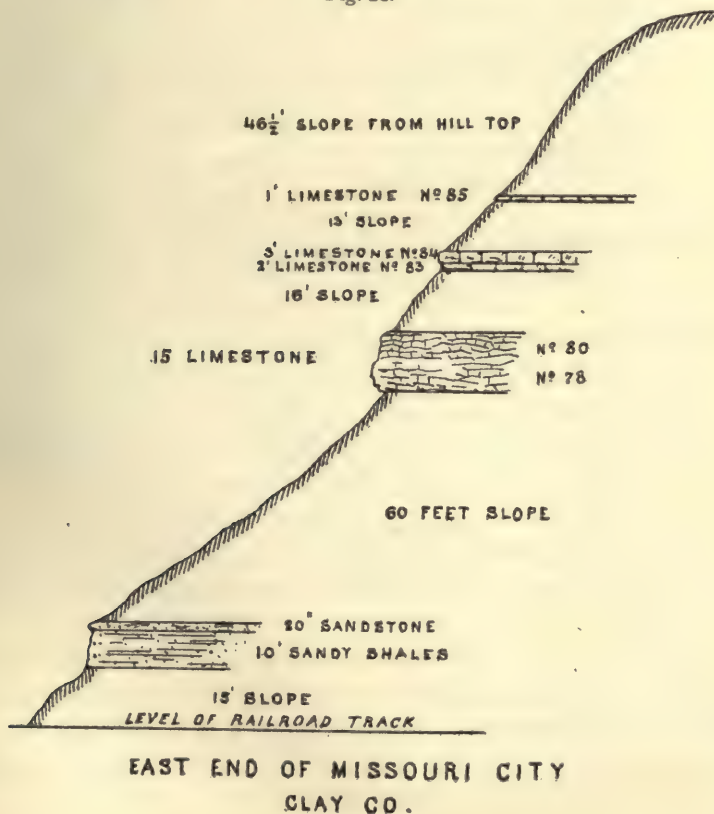 46½' SLOPE FROM HILL TOP
1' LIMESTONE Nº 85
13' SLOPE
3' LIMESTONE Nº 84
2' LIMESTONE Nº 83
16' SLOPE
15 LIMESTONE
Nº 80
Nº 78
60 FEET SLOPE
20" SANDSTONE
10' SANDY SHALES
15' SLOPE
LEVEL OF RAILROAD TRACK
EAST END OF MISSOURI CITY
CLAY CO.